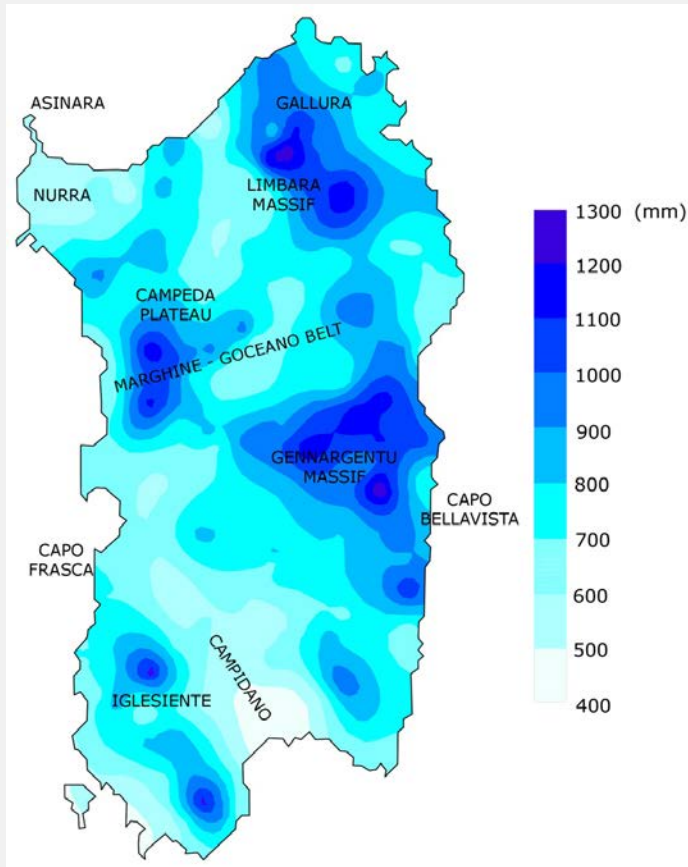 ASINARA
GALLURA
NURRA
LIMBARA
MASSIF
CAMPEDA
PLATEAU
MARGHINE - GOCEANO BELT
GENNARGENTU
MASSIF
CAPO
BELLAVISTA
CAPO
FRASCA
CAMPIDANO
IGLESIENTE
1300 (mm)
1200
1100
1000
900
800
700
600
500
400